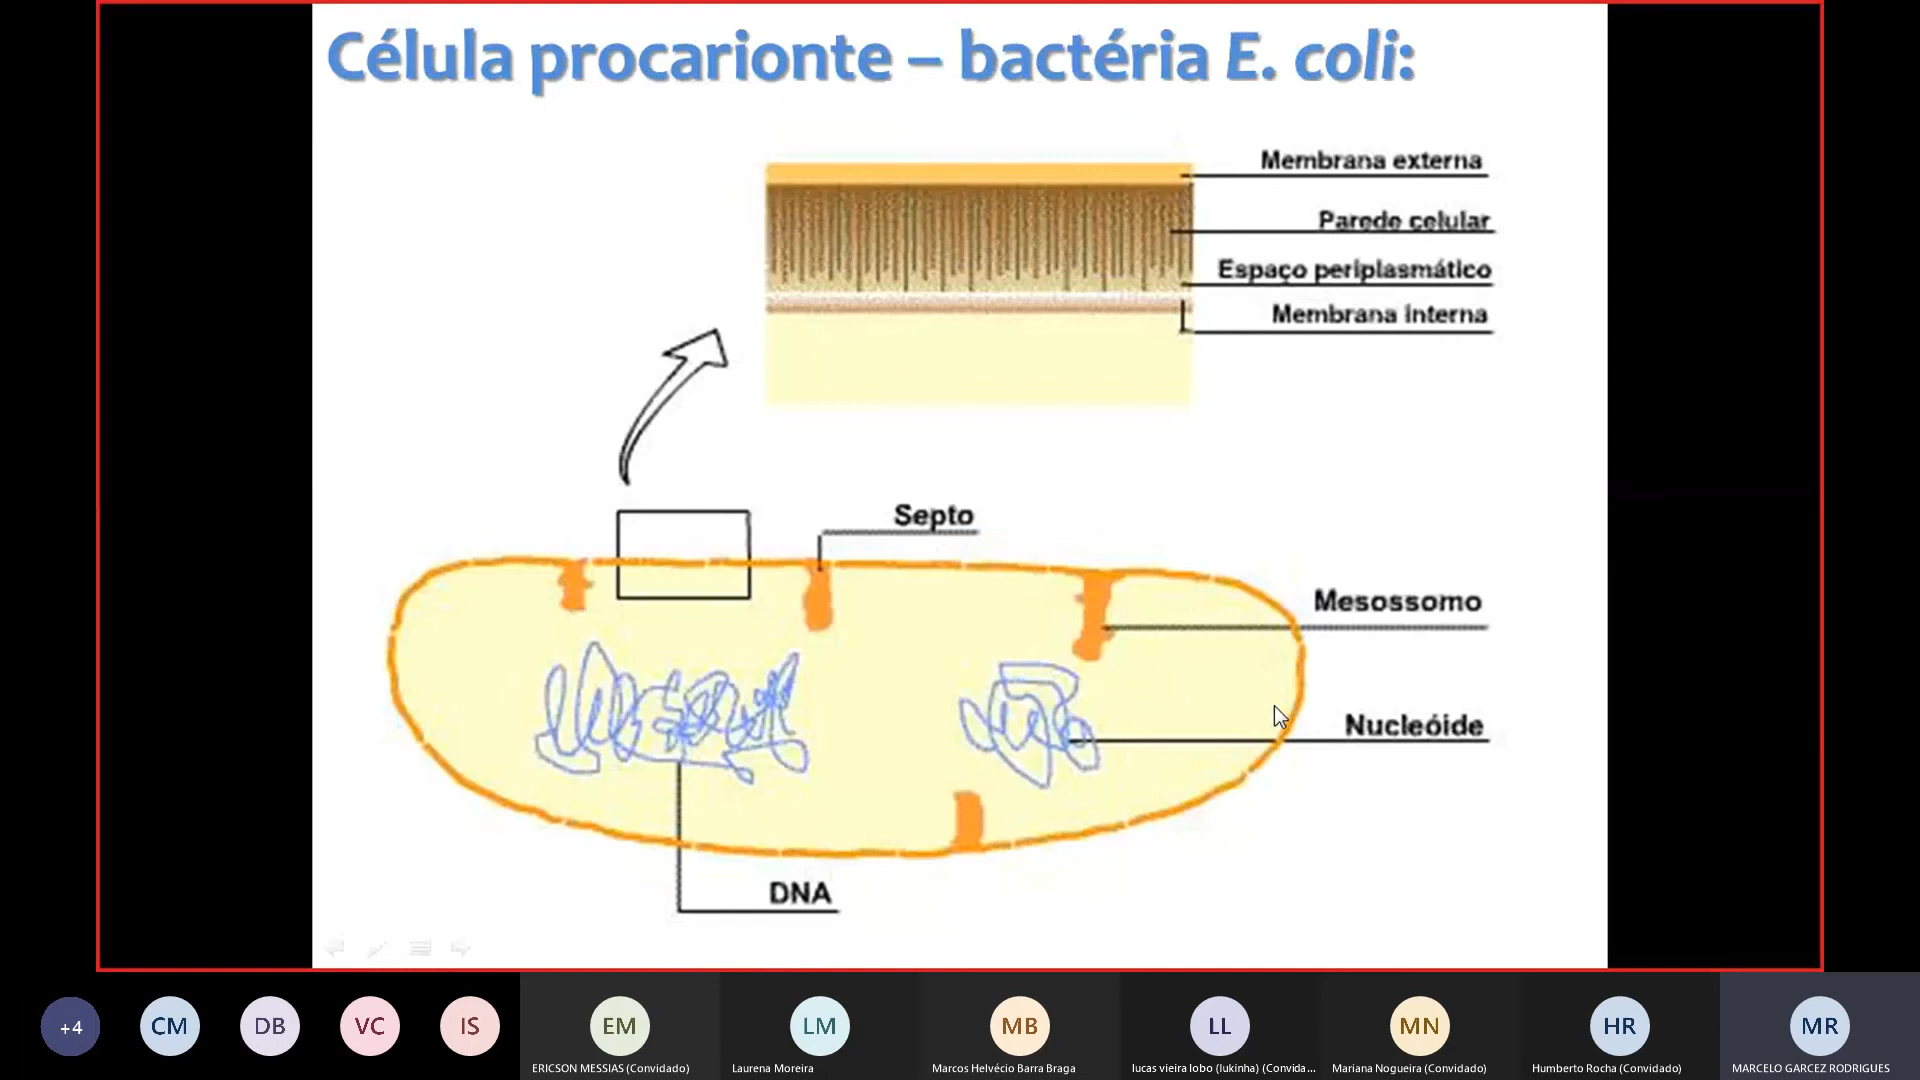 Célula procarionte – bactéria E. coli:
Membrana externa
Parede celular
Espaço periplasmático
Membrana interna
Septo
Mesossomo
Nucleóide
DNA
+4
CM
DB
VC
IS
EM
LM
MB
LL
MN
HR
MR
ERICSON MESSIAS (Convidado)
Laurena Moreira
Marcos Helvécio Barra Braga
lucas vieira lobo (lukinha) (Convida...
Mariana Nogueira (Convidado)
Humberto Rocha (Convidado)
MARCELO GARCEZ RODRIGUES